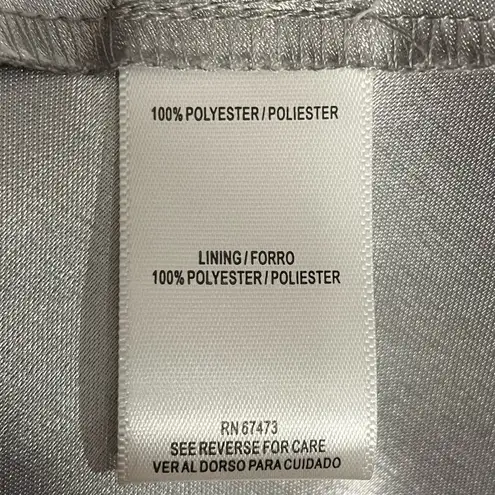 100% POLYESTER / POLIESTER
LINING / FORRO
100% POLYESTER / POLIESTER
RN 67473
SEE REVERSE FOR CARE
VER AL DORSO PARA CUIDADO